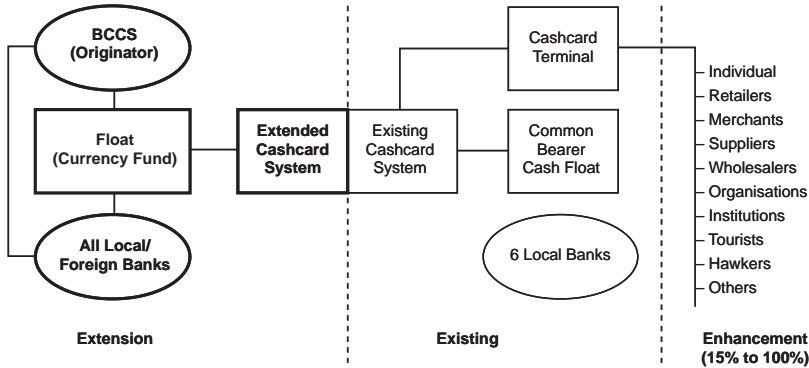 BCCS
(Originator)
Float
(Currency Fund)
All Local/
Foreign Banks
Extended
Cashcard
System
Existing
Cashcard
System
Cashcard
Terminal
Common
Bearer
Cash Float
6 Local Banks
Individual
Retailers
Merchants
Suppliers
Wholesalers
Organisations
Institutions
Tourists
Hawkers
Others
Extension
Existing
Enhancement
(15% to 100%)